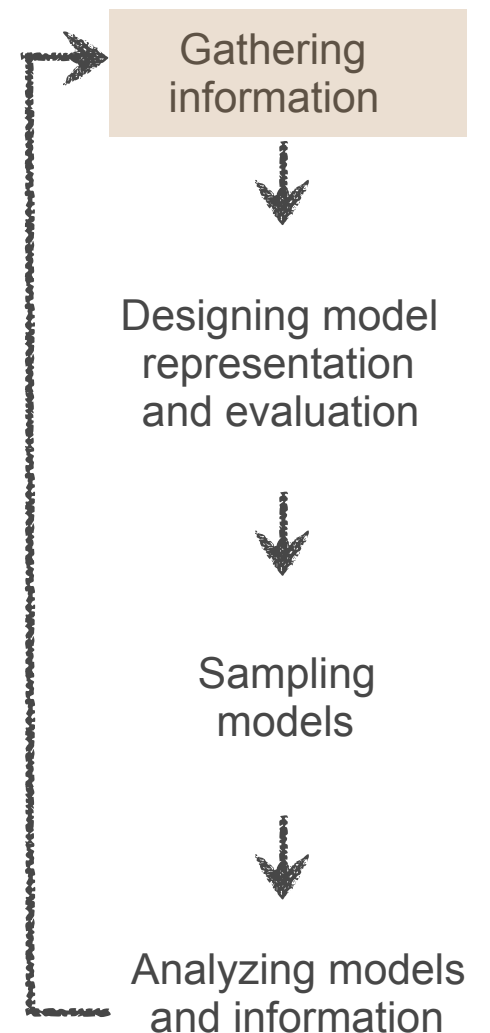 Gathering
information
Designing model
representation
and evaluation
Sampling
models
Analyzing models
and information